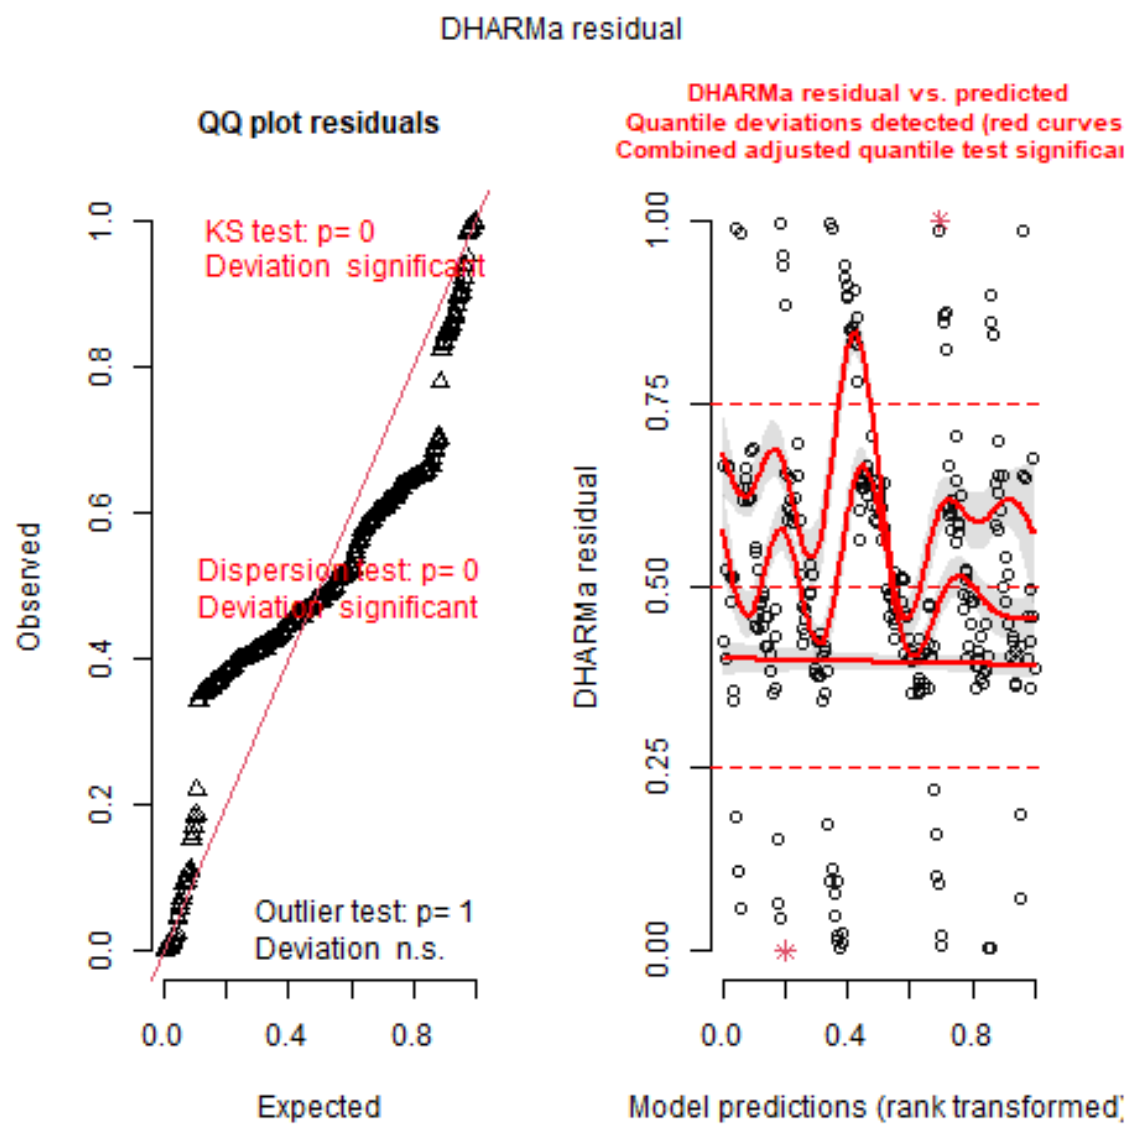 DHARMa residual
QQ plot residuals
KS test: p= 0
Deviation significant
Dispersion test: p= 0
Deviation significant
Outlier test: p= 1
Deviation n.s.
Observed
0.0 0.2 0.4 0.6 0.8 1.0
0.0 0.4 0.8
Expected
DHARMa residual vs. predicted
Quantile deviations detected (red curves
Combined adjusted quantile test significan
DHARMa residual
0.00 0.25 0.50 0.75 1.00
0.0 0.4 0.8
Model predictions (rank transformed)